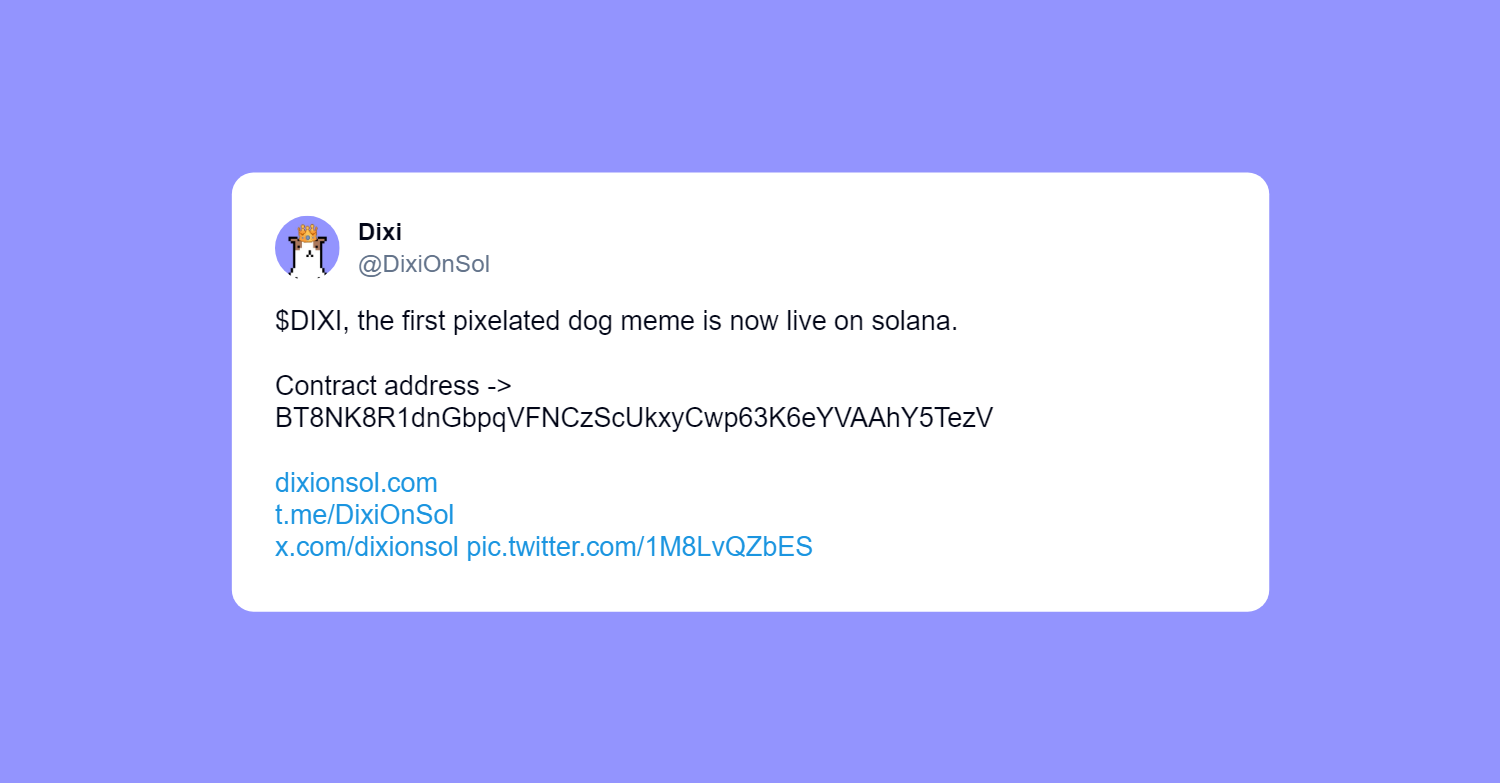 Dixi
@DixiOnSol
$DIXI, the first pixelated dog meme is now live on solana.
Contract address ->
BT8NK8R1dnGbpqVFNCzScUkxyCwp63K6eYVAAhY5TezV
dixionsol.com
t.me/DixiOnSol
x.com/dixionsol pic.twitter.com/1M8LvQZbES